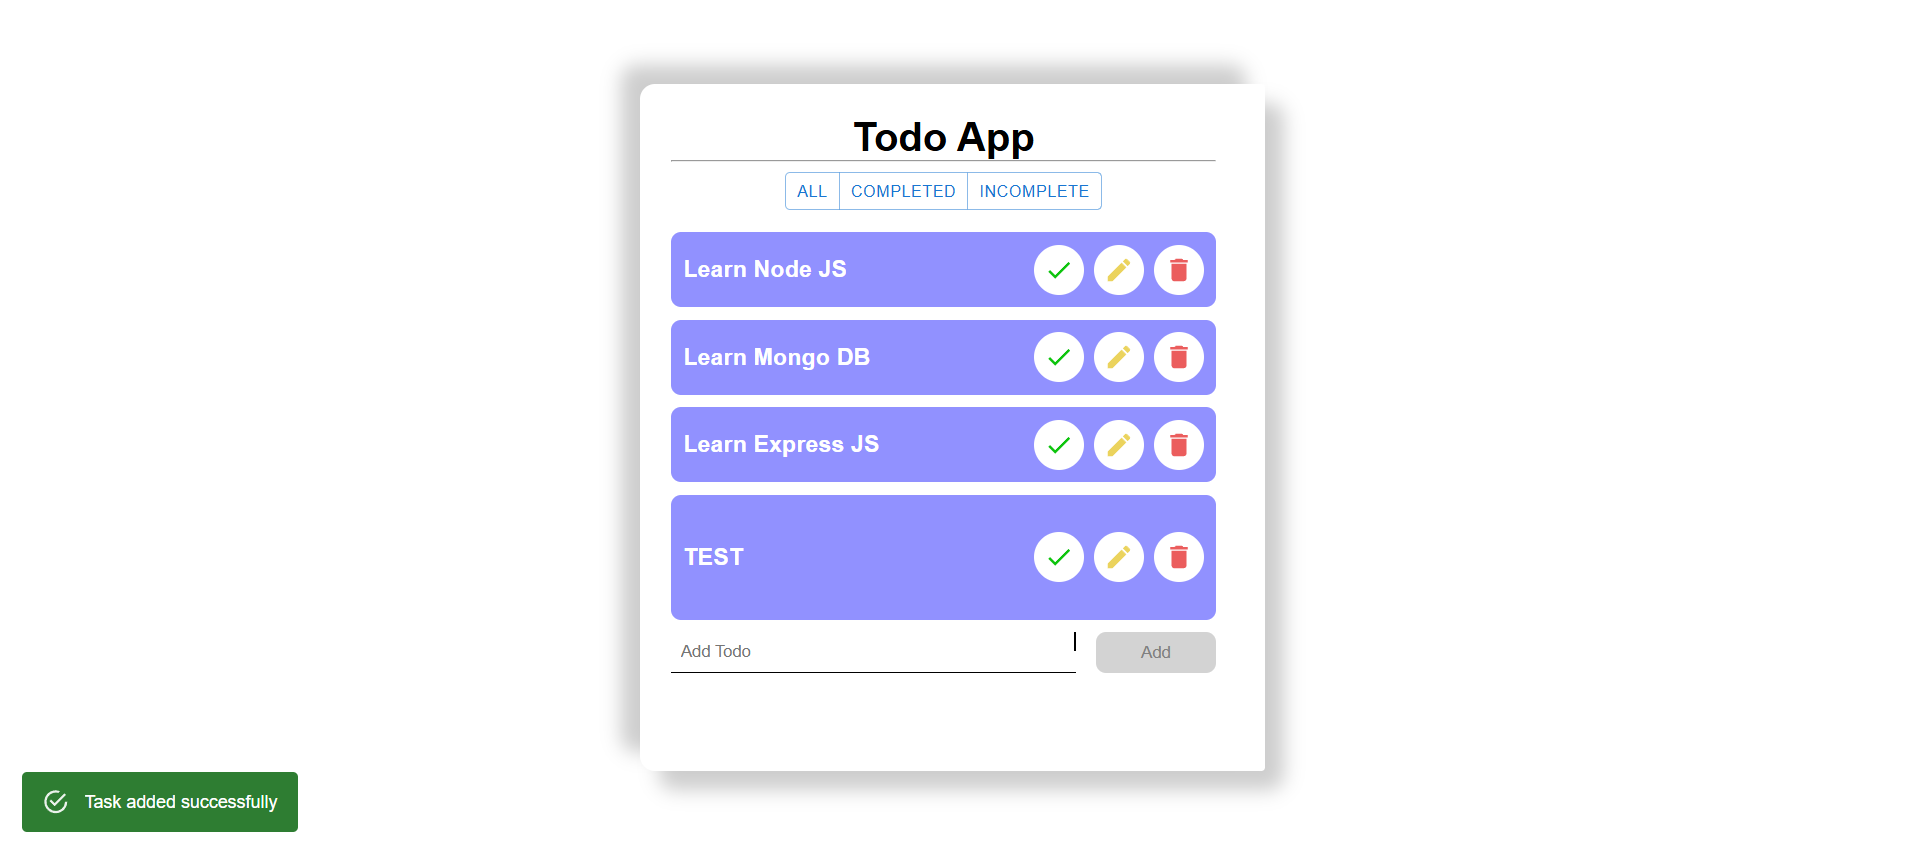 Todo App
ALL COMPLETED INCOMPLETE
Learn Node JS
Learn Mongo DB
Learn Express JS
TEST
Add Todo Add
Task added successfully